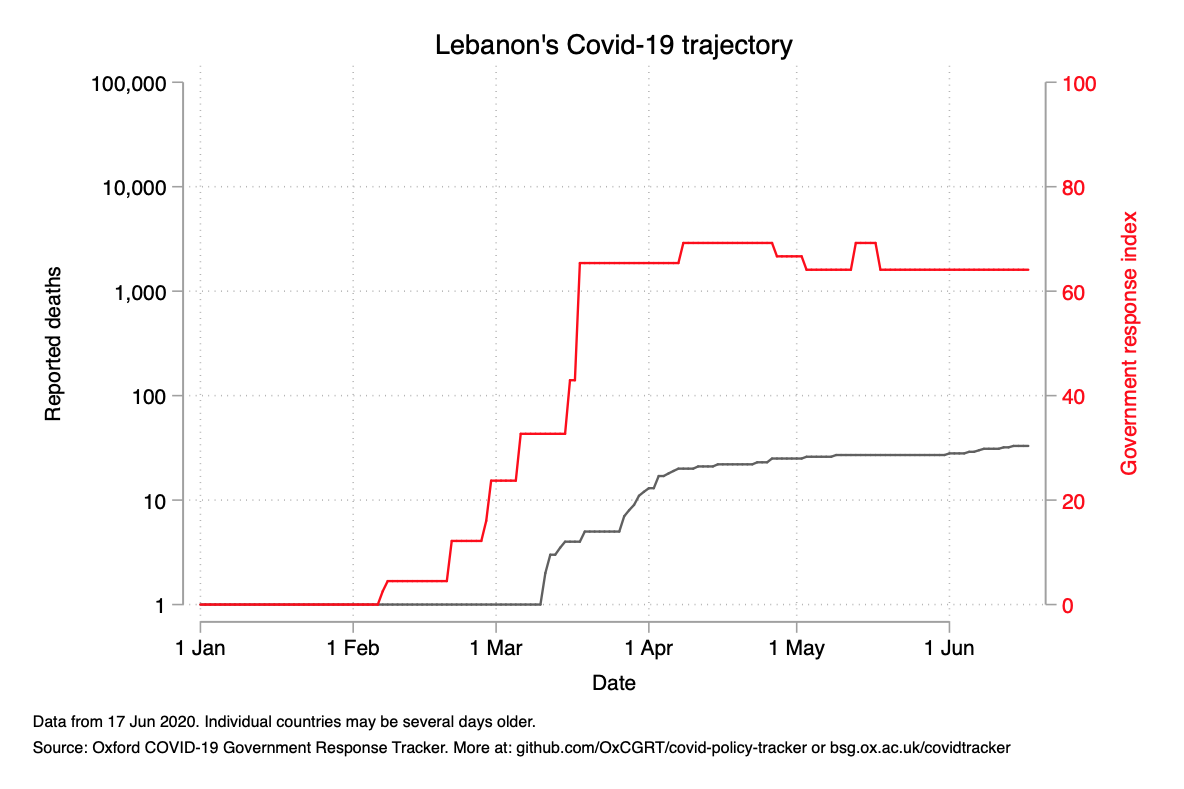 Lebanon's Covid-19 trajectory
100,000
10,000
1,000
100
10
1
Reported deaths
100
80
60
40
20
0
Government response index
1 Jan
1 Feb
1 Mar
1 Apr
1 May
1 Jun
Date
Data from 17 Jun 2020. Individual countries may be several days older.
Source: Oxford COVID-19 Government Response Tracker. More at: github.com/OxCGRT/covid-policy-tracker or bsg.ox.ac.uk/covidtracker